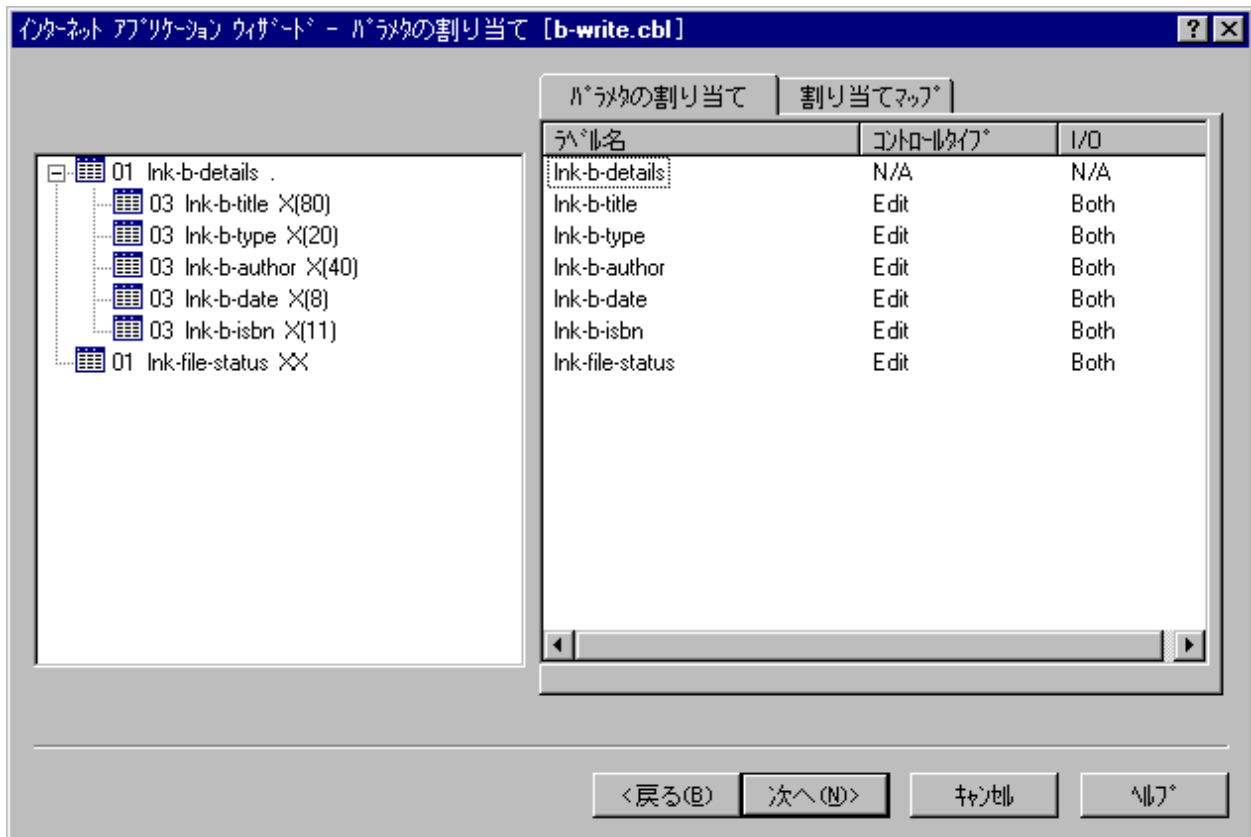 インターネット アプリケーション ウィザード - パラメタの割り当て [b-write.cbl]
パラメタの割り当て
割り当てマップ
ラベル名 コントロールタイプ I/O
01 lnk-b-details .
03 lnk-b-title X(80)
03 lnk-b-type X(20)
03 lnk-b-author X(40)
03 lnk-b-date X(8)
03 lnk-b-isbn X(11)
01 lnk-file-status XX
lnk-b-details N/A N/A
lnk-b-title Edit Both
lnk-b-type Edit Both
lnk-b-author Edit Both
lnk-b-date Edit Both
lnk-b-isbn Edit Both
lnk-file-status Edit Both
<戻る(B) 次へ(N)> キャンセル ヘルプ